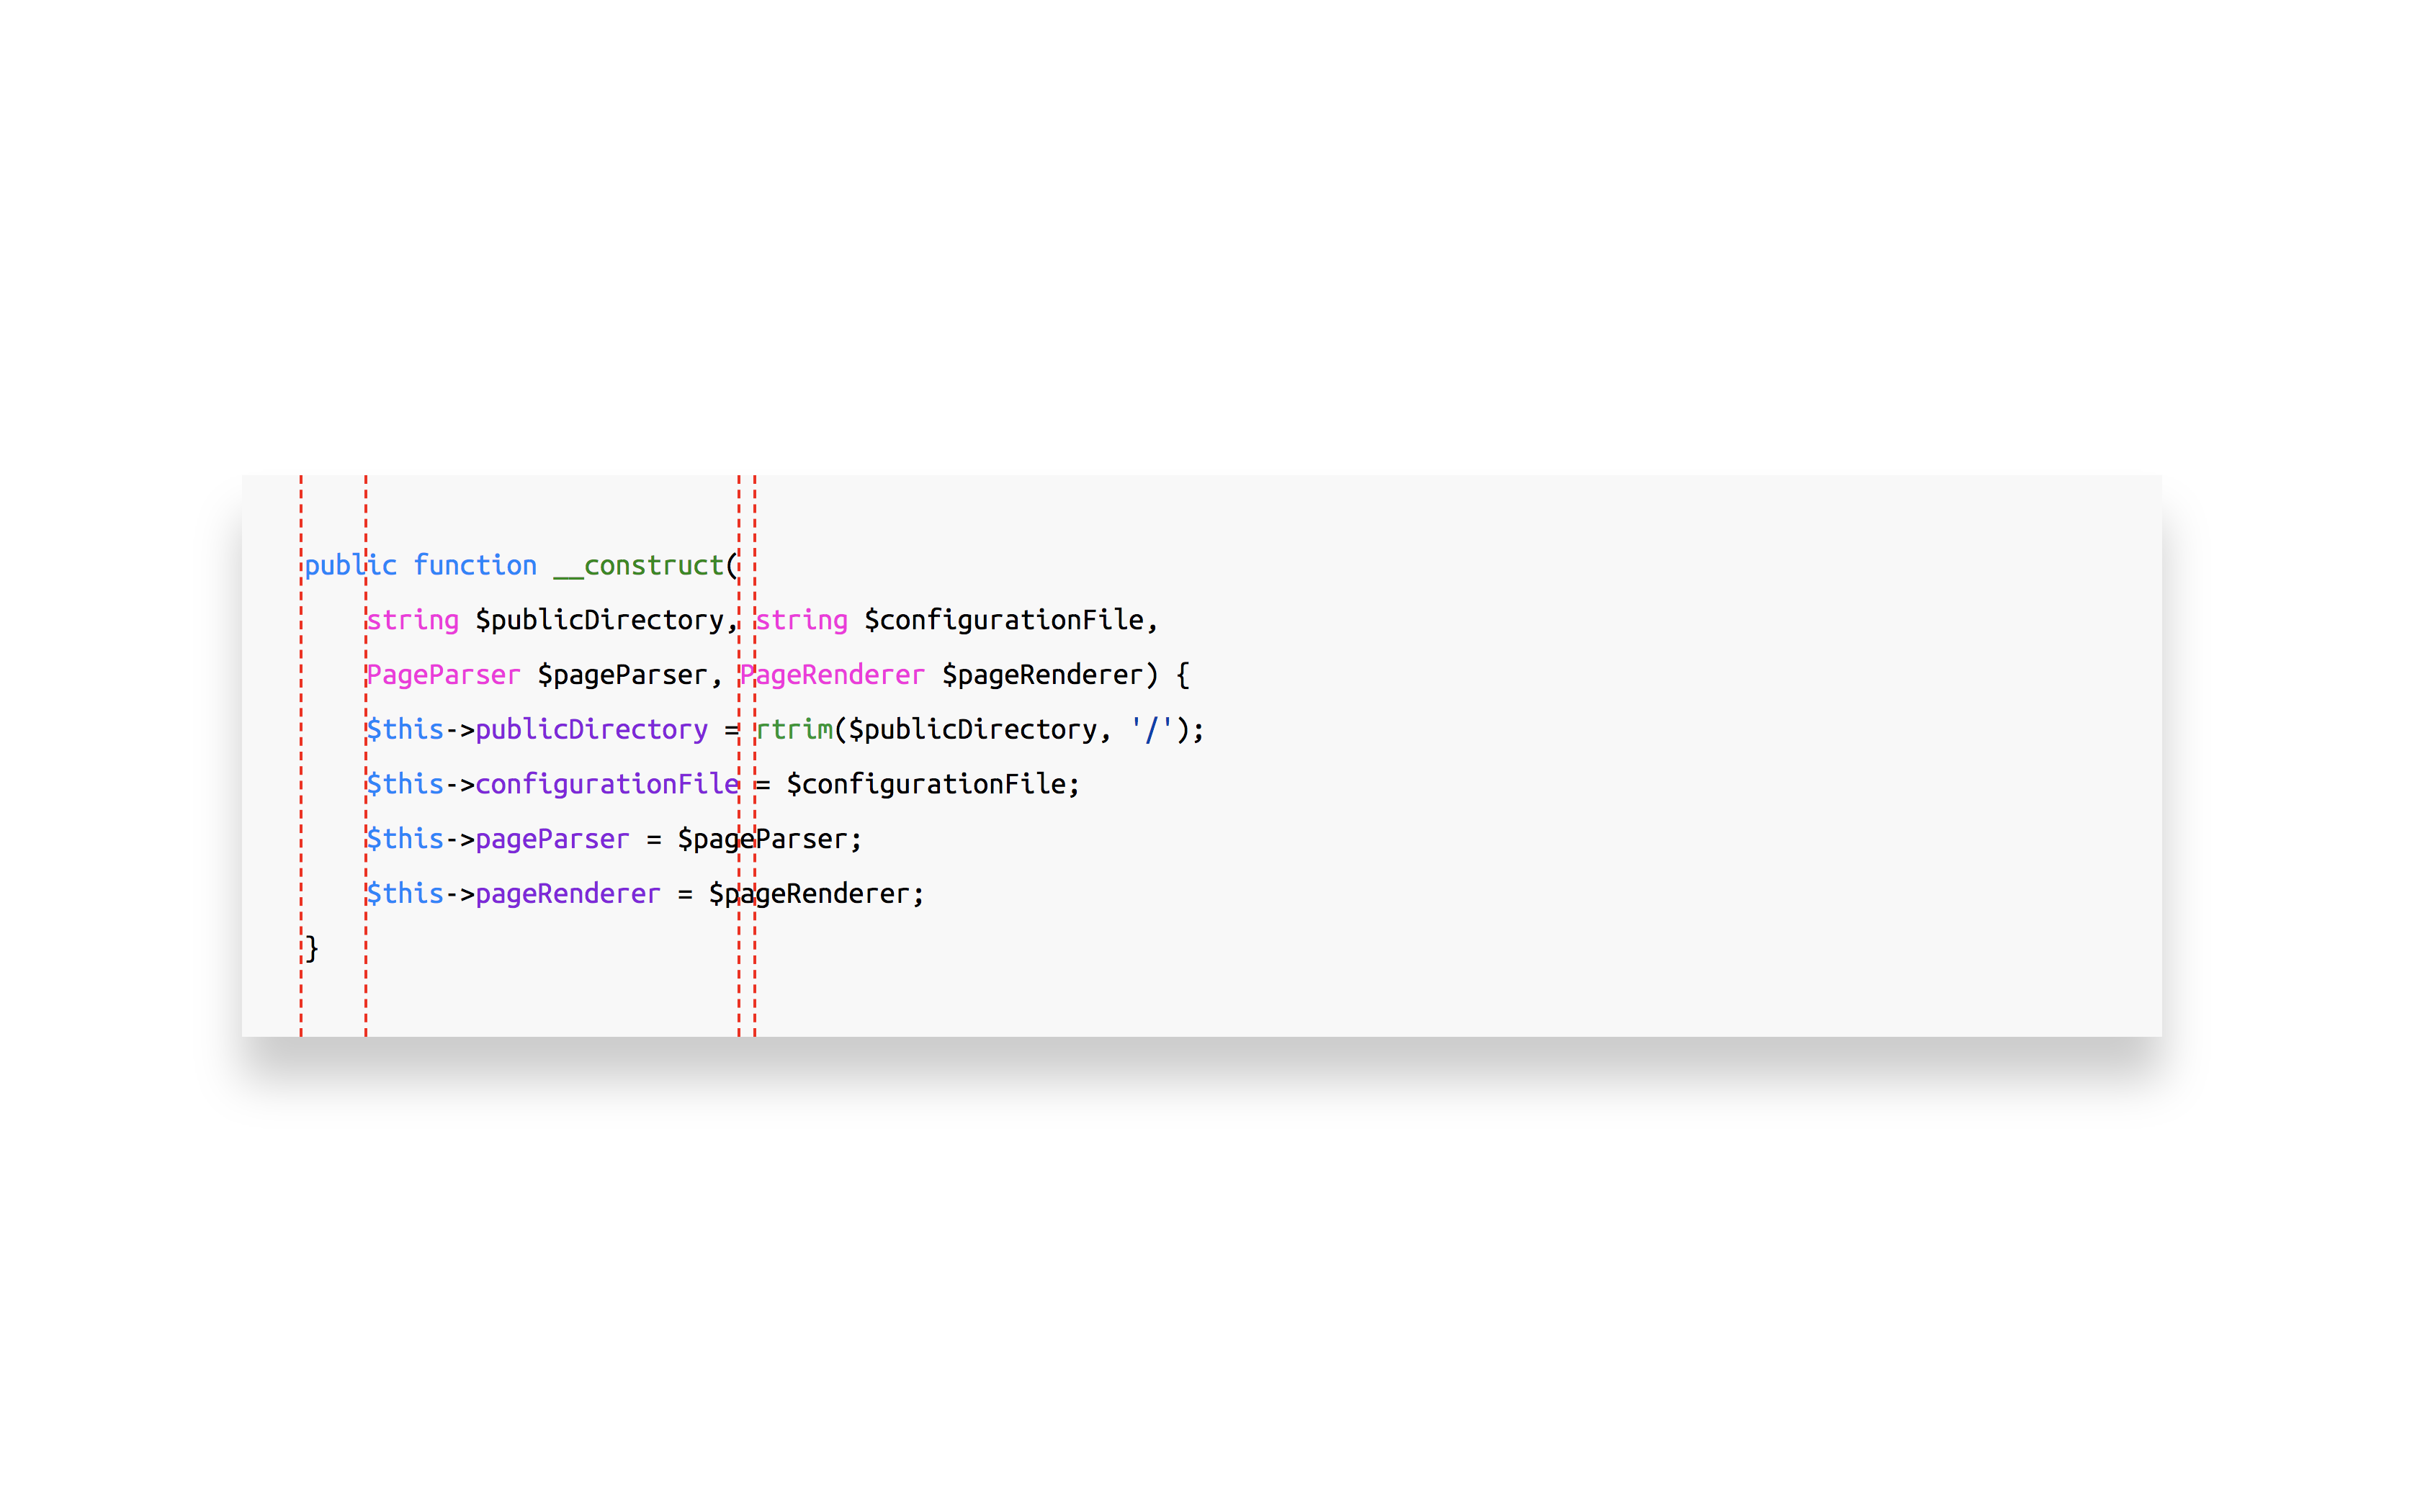 public function __construct(
    string $publicDirectory, string $configurationFile,
    PageParser $pageParser, PageRenderer $pageRenderer) {
    $this->publicDirectory = rtrim($publicDirectory, '/');
    $this->configurationFile = $configurationFile;
    $this->pageParser = $pageParser;
    $this->pageRenderer = $pageRenderer;
}